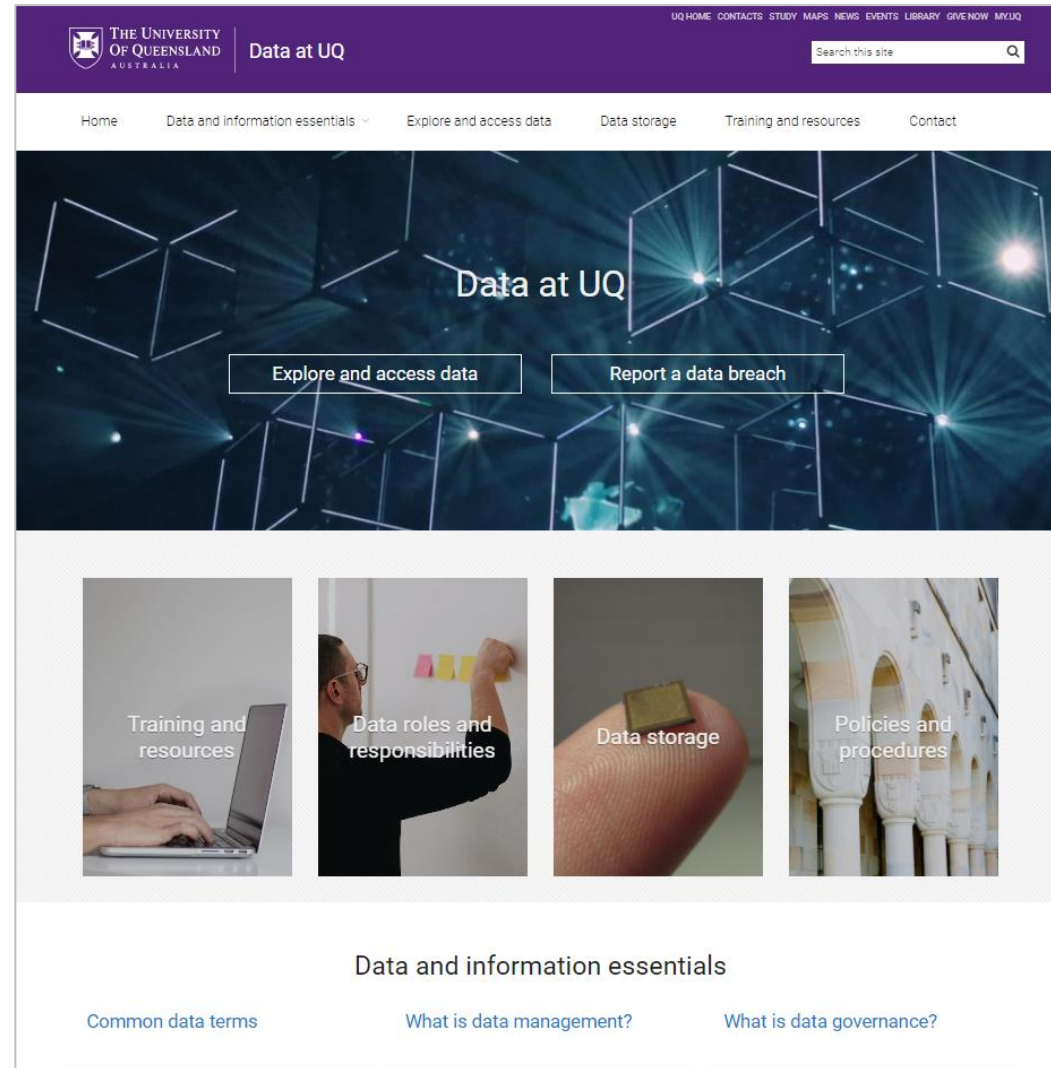 UQ HOME CONTACTS STUDY MAPS NEWS EVENTS LIBRARY GIVE NOW MY.UQ
THE UNIVERSITY
OF QUEENSLAND
AUSTRALIA
Data at UQ
Search this site
Home Data and information essentials Explore and access data Data storage Training and resources Contact
Data at UQ
Explore and access data Report a data breach
Training and
resources
Data roles and
responsibilities
Data storage
Policies and
procedures
Data and information essentials
Common data terms What is data management? What is data governance?